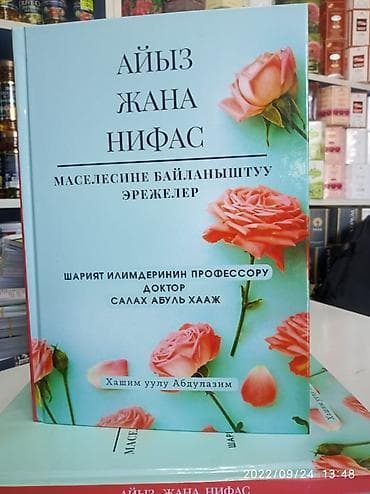 АЙЫЗ
ЖАНА
НИФАС
МАСЕЛЕСИНЕ БАЙЛАНЫШТУУ
ЭРЕЖЕЛЕР
ШАРИЯТ ИЛИМДЕРИНИН ПРОФЕССОРУ
ДОКТОР
САЛАХ АБУЛЬ ХААЖ
Хашим уулу Абдулазим
2022/09/24 13:48
АЙЫЗ ЖАНА НИФАС